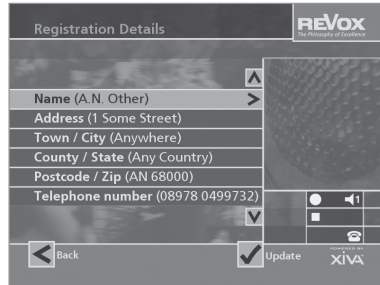 Registration Details
REVOX
The Philosophy of Excellence
Name (A.N. Other)
Address (1 Some Street)
Town / City (Anywhere)
County / State (Any Country)
Postcode / Zip (AN 68000)
Telephone number (08978 0499732)
1
Back
Update
POWERED BY
XiVA